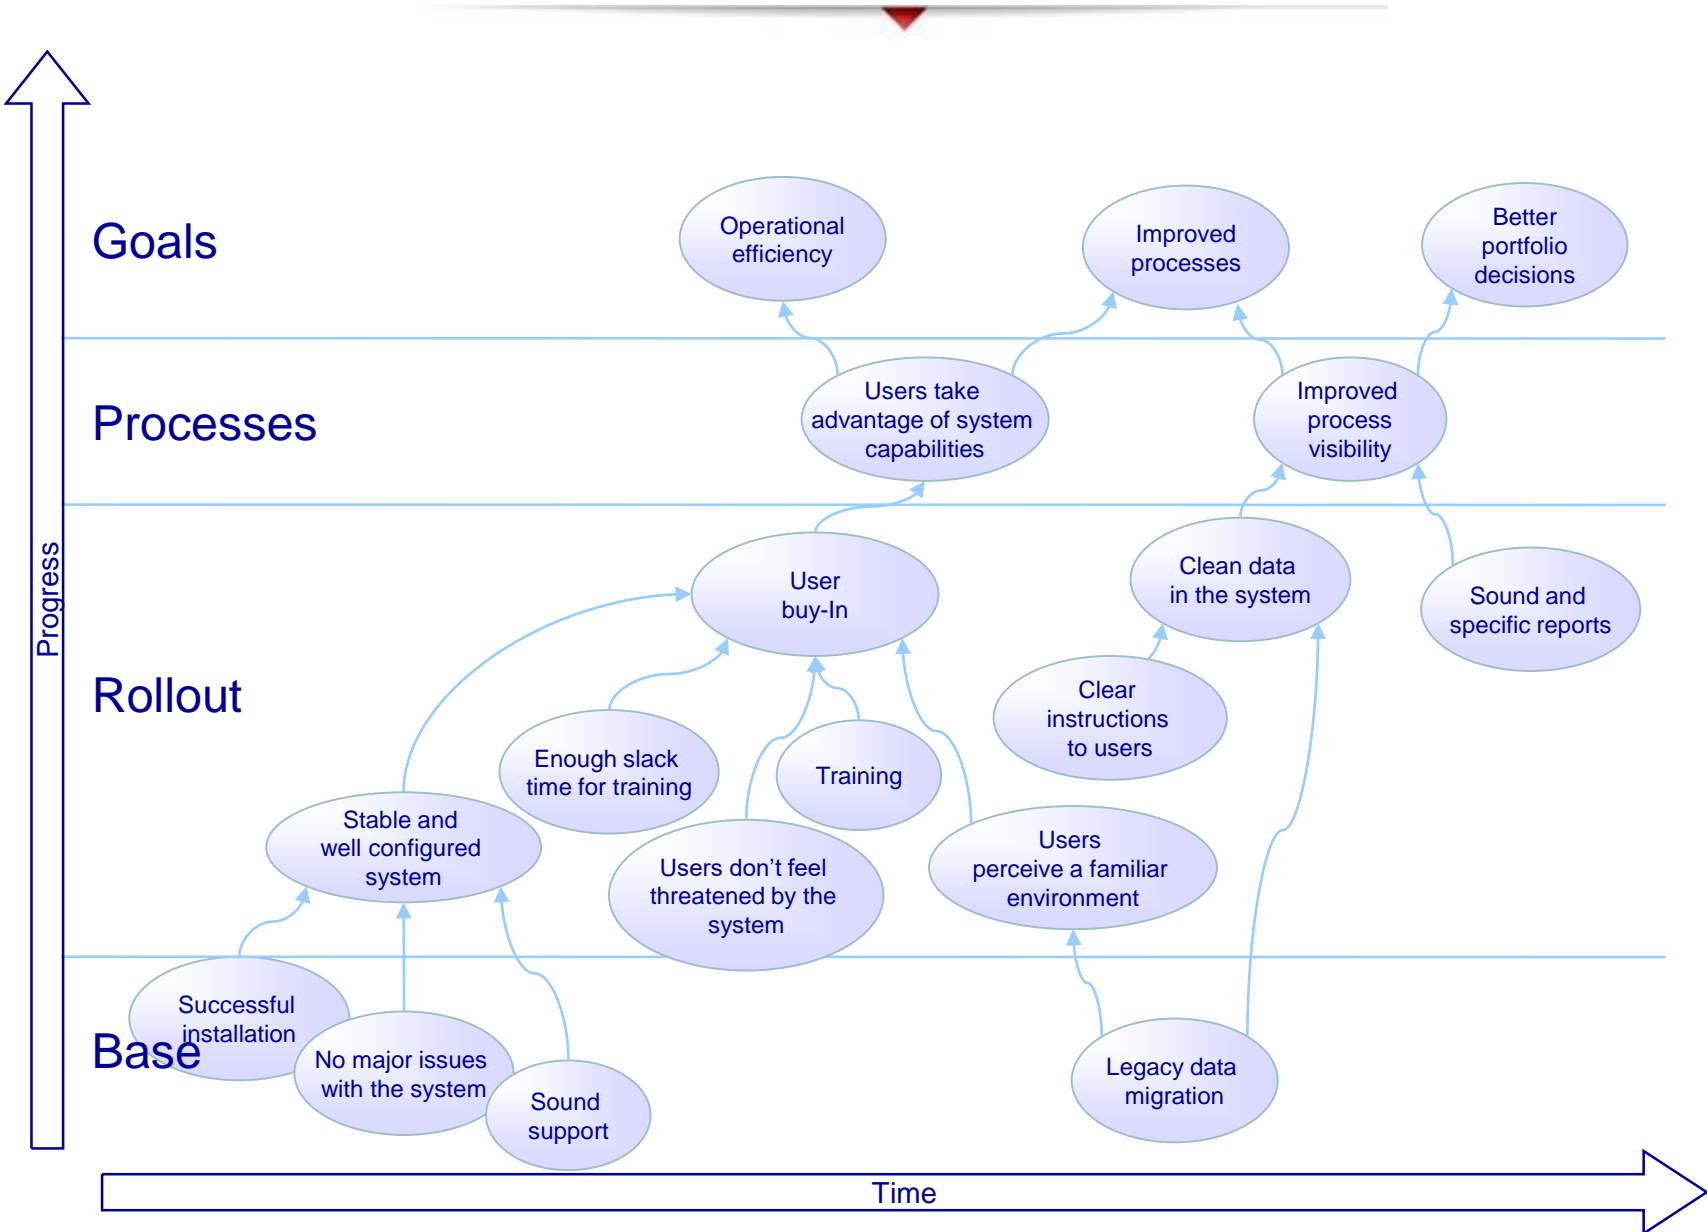 Goals
Operational
efficiency
Improved
processes
Better
portfolio
decisions
Processes
Users take
advantage of system
capabilities
Improved
process
visibility
Progress
Rollout
User
buy-In
Clean data
in the system
Sound and
specific reports
Clear
instructions
to users
Enough slack
time for training
Training
Stable and
well configured
system
Users don’t feel
threatened by the
system
Users
perceive a familiar
environment
Base
Successful
installation
No major issues
with the system
Sound
support
Legacy data
migration
Time